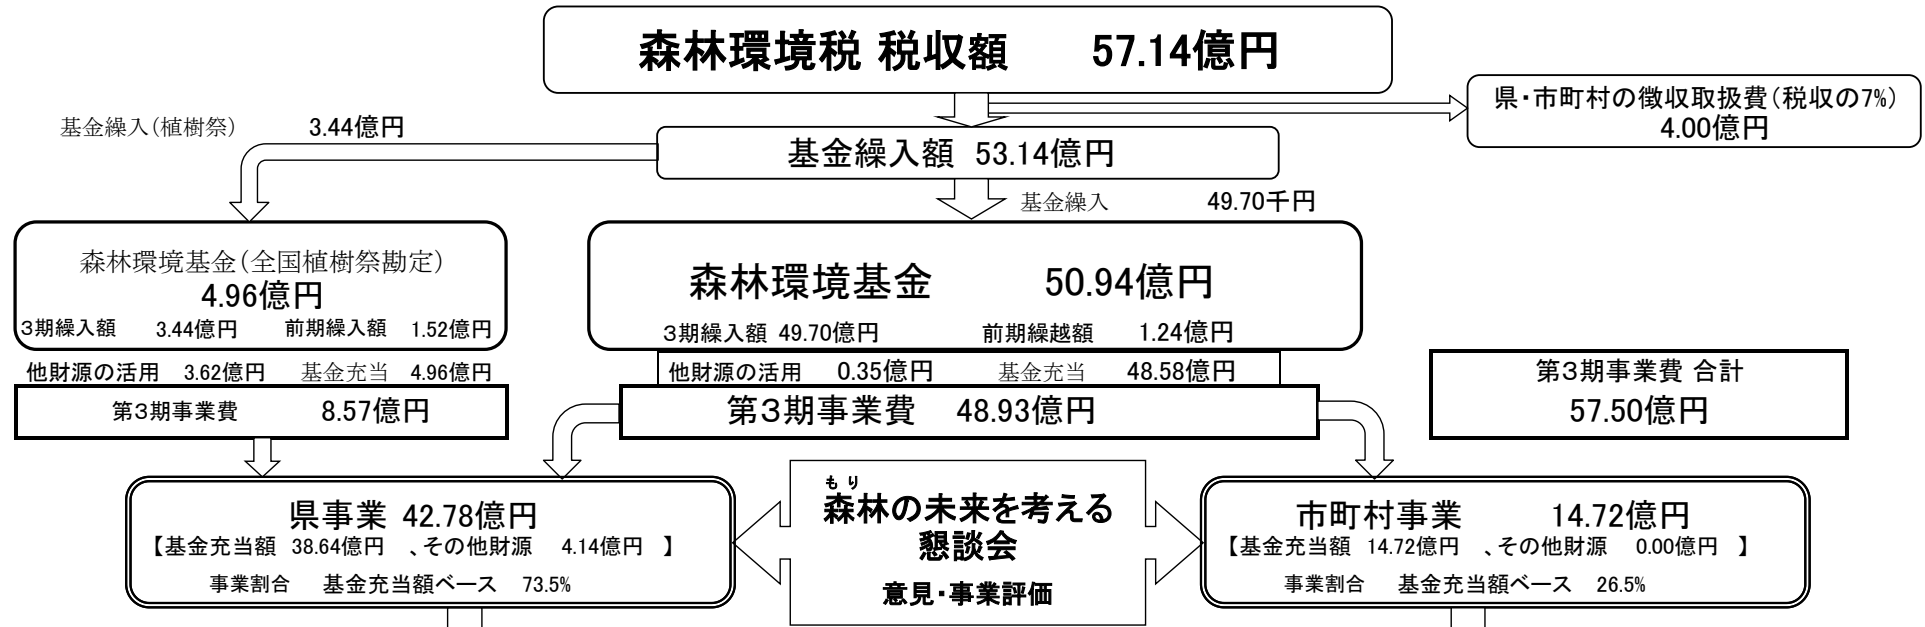 森林環境税 税収額 57.14億円
県・市町村の徴収取扱費（税収の7%）
4.00億円
基金繰入（植樹祭） 3.44億円
基金繰入額 53.14億円
基金繰入 49.70千円
森林環境基金（全国植樹祭勘定）
4.96億円
3期繰入額 3.44億円 前期繰入額 1.52億円
森林環境基金 50.94億円
３期繰入額 49.70億円 前期繰越額 1.24億円
他財源の活用 3.62億円 基金充当 4.96億円
第３期事業費 8.57億円
他財源の活用 0.35億円 基金充当 48.58億円
第３期事業費 48.93億円
第３期事業費 合計
57.50億円
県事業 42.78億円
【基金充当額 38.64億円 、その他財源 4.14億円 】
事業割合 基金充当額ベース 73.5%
もり
森林の未来を考える
懇談会
意見・事業評価
市町村事業 14.72億円
【基金充当額 14.72億円 、その他財源 0.00億円 】
事業割合 基金充当額ベース 26.5%